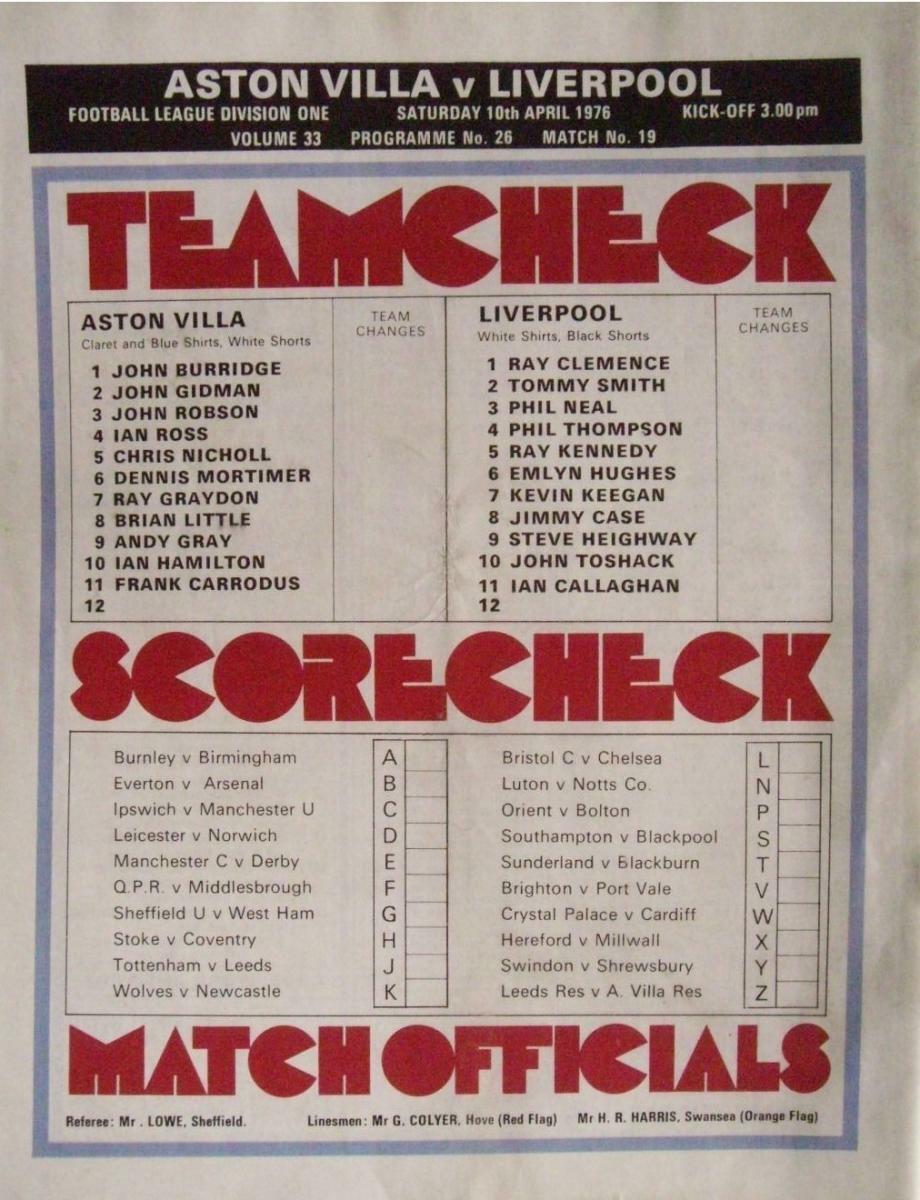 ASTON VILLA v LIVERPOOL
FOOTBALL LEAGUE DIVISION ONE SATURDAY 10th APRIL 1976 KICK-OFF 3.00pm
VOLUME 33 PROGRAMME No. 26 MATCH No. 19
TEAMCHECK
ASTON VILLA
Claret and Blue Shirts, White Shorts
TEAM
CHANGES
1 JOHN BURRIDGE
2 JOHN GIDMAN
3 JOHN ROBSON
4 IAN ROSS
5 CHRIS NICHOLL
6 DENNIS MORTIMER
7 RAY GRAYDON
8 BRIAN LITTLE
9 ANDY GRAY
10 IAN HAMILTON
11 FRANK CARRODUS
12
LIVERPOOL
White Shirts, Black Shorts
TEAM
CHANGES
1 RAY CLEMENCE
2 TOMMY SMITH
3 PHIL NEAL
4 PHIL THOMPSON
5 RAY KENNEDY
6 EMLYN HUGHES
7 KEVIN KEEGAN
8 JIMMY CASE
9 STEVE HEIGHWAY
10 JOHN TOSHACK
11 IAN CALLAGHAN
12
SCORECHECK
Burnley v Birmingham A
Everton v Arsenal B
Ipswich v Manchester U C
Leicester v Norwich D
Manchester C v Derby E
Q.P.R. v Middlesbrough F
Sheffield U v West Ham G
Stoke v Coventry H
Tottenham v Leeds J
Wolves v Newcastle K
Bristol C v Chelsea L
Luton v Notts Co. N
Orient v Bolton P
Southampton v Blackpool S
Sunderland v Blackburn T
Brighton v Port Vale V
Crystal Palace v Cardiff W
Hereford v Millwall X
Swindon v Shrewsbury Y
Leeds Res v A. Villa Res Z
MATCH OFFICIALS
Referee: Mr . LOWE, Sheffield. Linesmen: Mr G. COLYER, Hove (Red Flag) Mr H. R. HARRIS, Swansea (Orange Flag)